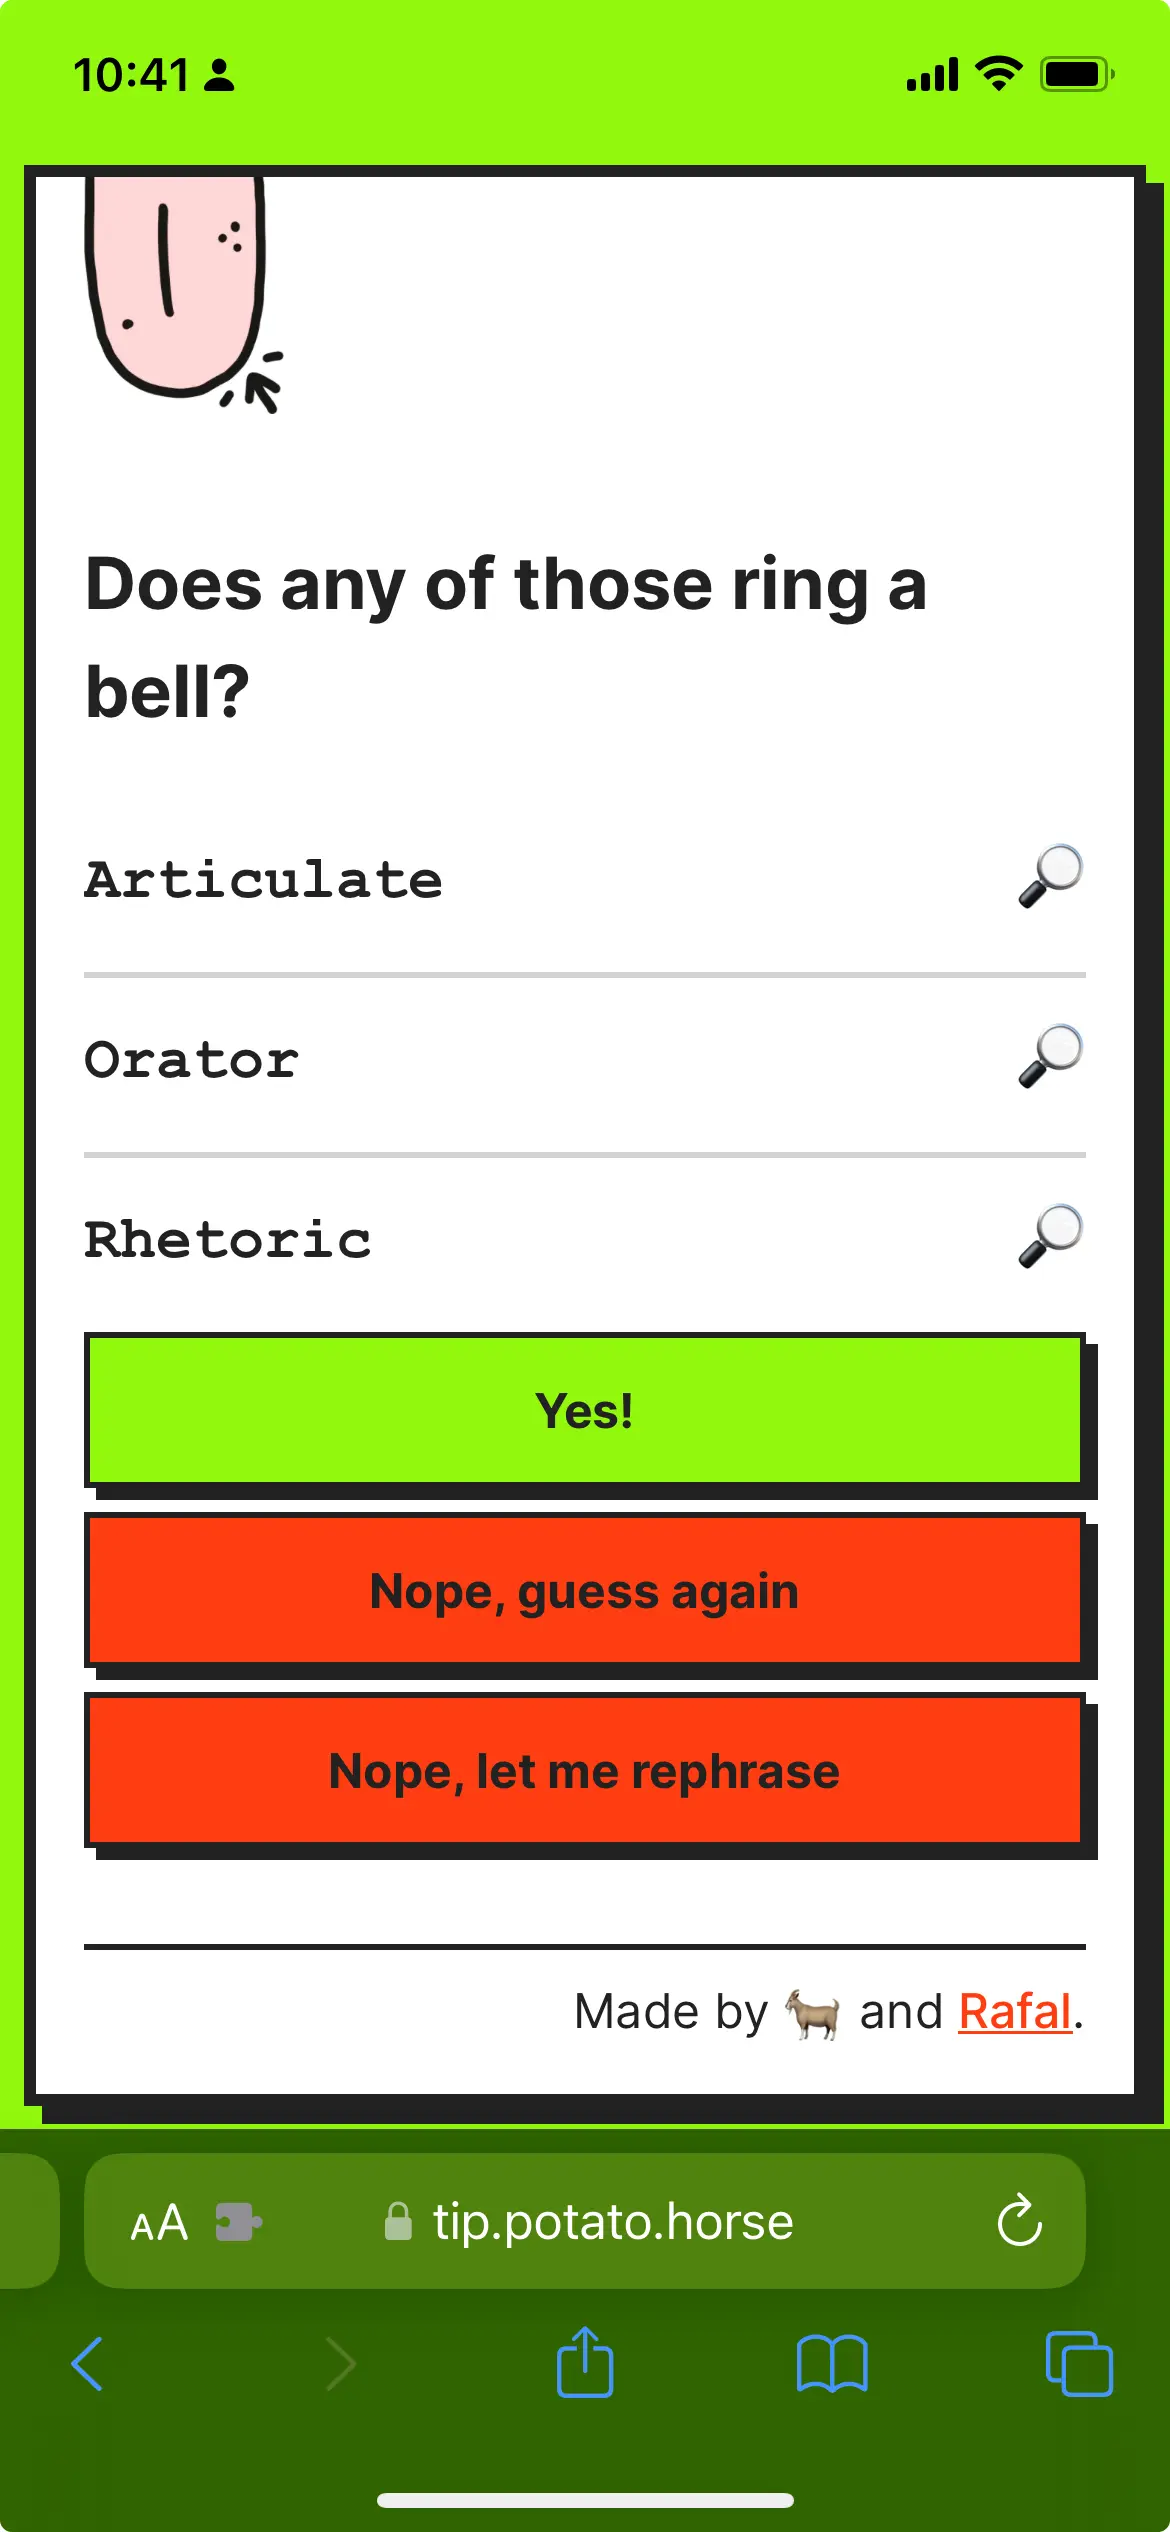 10:41
Does any of those ring a
bell?
Articulate
Orator
Rhetoric
Yes!
Nope, guess again
Nope, let me rephrase
Made by 🐐 and Rafal.
AA tip.potato.horse